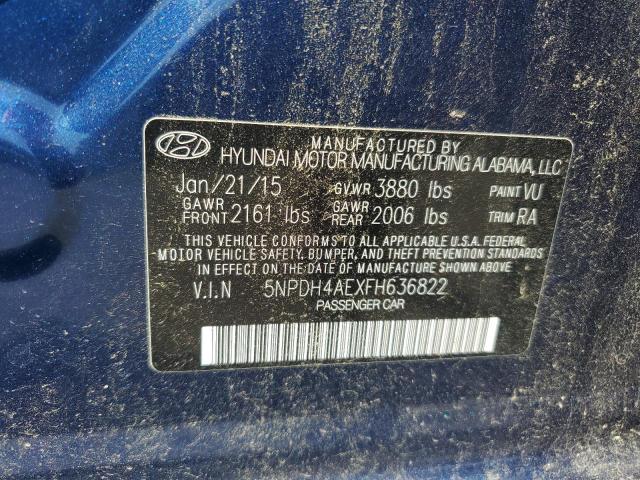 MANUFACTURED BY
HYUNDAI MOTOR MANUFACTURING ALABAMA, LLC
Jan/21/15 GVWR 3880 lbs PAINT VU
GAWR FRONT 2161 lbs GAWR REAR 2006 lbs TRIM RA
THIS VEHICLE CONFORMS TO ALL APPLICABLE U.S.A. FEDERAL
MOTOR VEHICLE SAFETY, BUMPER, AND THEFT PREVENTION STANDARDS
IN EFFECT ON THE DATE OF MANUFACTURE SHOWN ABOVE.
V.I.N 5NPDH4AEXFH636822
PASSENGER CAR